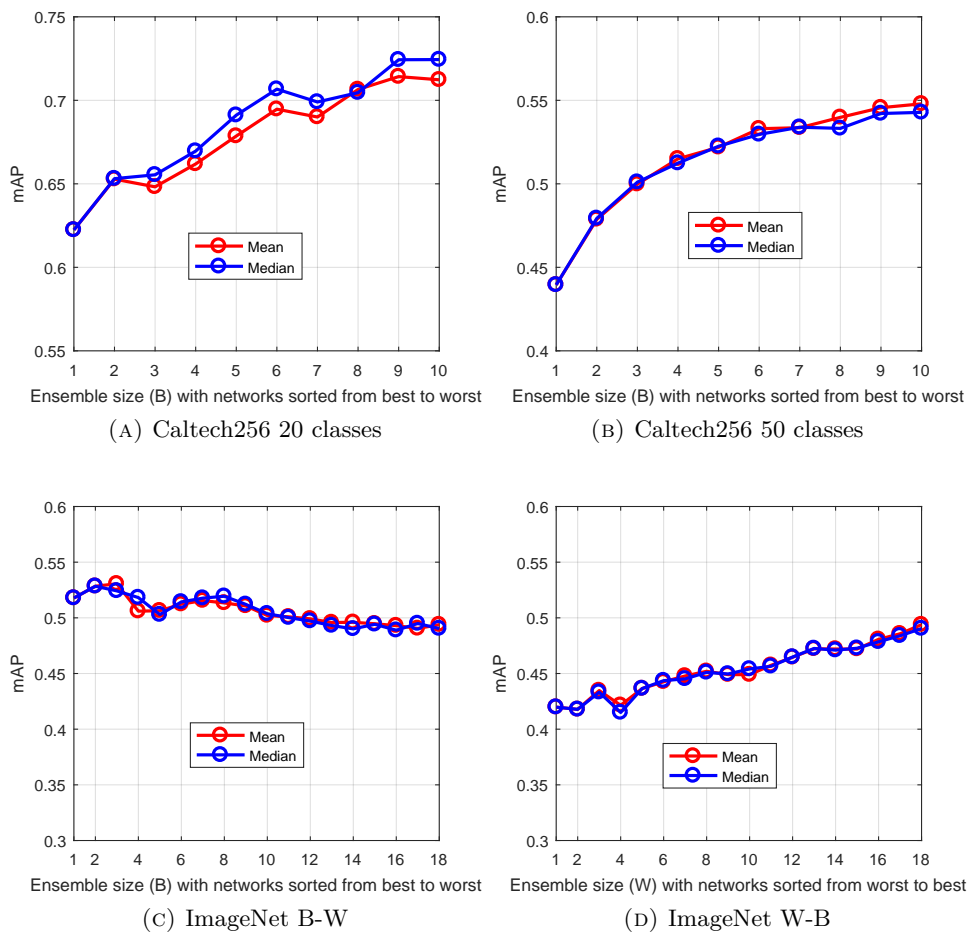 0.75
0.7
0.65
0.6
0.55
mAP
1 2 3 4 5 6 7 8 9 10
Mean
Median
Ensemble size (B) with networks sorted from best to worst
(A) Caltech256 20 classes
0.6
0.55
0.5
0.45
0.4
mAP
1 2 3 4 5 6 7 8 9 10
Mean
Median
Ensemble size (B) with networks sorted from best to worst
(B) Caltech256 50 classes
0.6
0.55
0.5
0.45
0.4
0.35
0.3
mAP
1 2 4 6 8 10 12 14 16 18
Mean
Median
Ensemble size (B) with networks sorted from best to worst
(C) ImageNet B-W
0.6
0.55
0.5
0.45
0.4
0.35
0.3
mAP
1 2 4 6 8 10 12 14 16 18
Mean
Median
Ensemble size (W) with networks sorted from worst to best
(D) ImageNet W-B